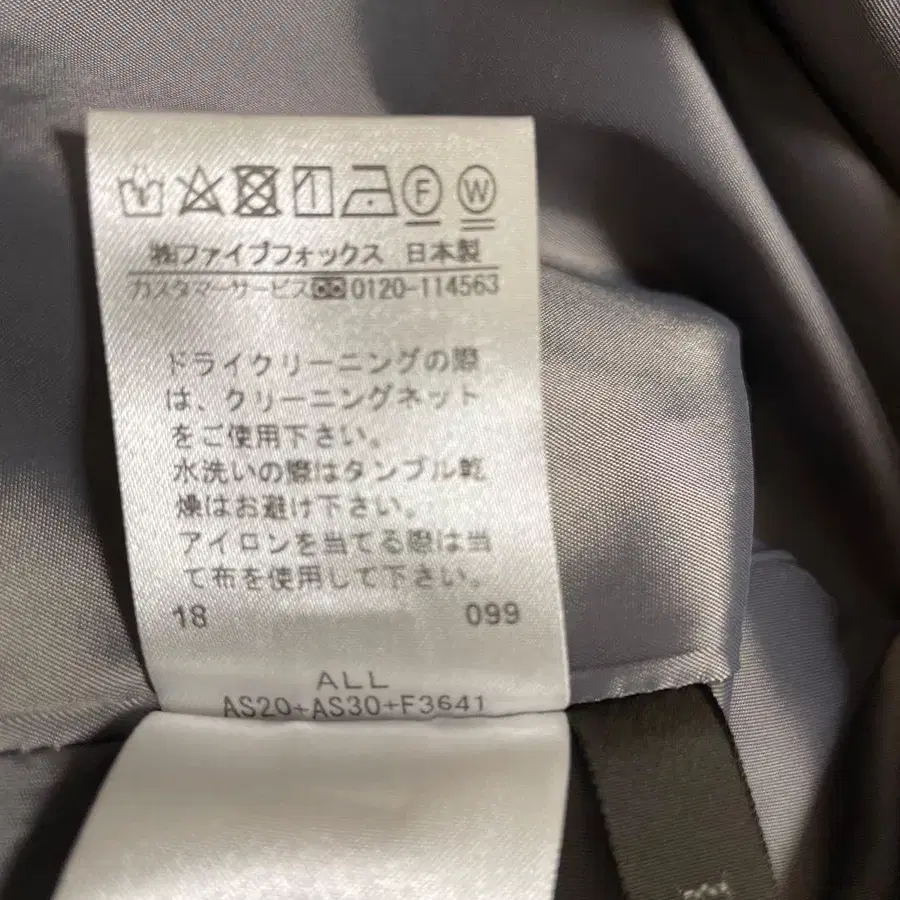 F W
㈱ファイブフォックス 日本製
カスタマーサービス 0120-114563
ドライクリーニングの際
は、クリーニングネット
をご使用下さい。
水洗いの際はタンブル乾
燥はお避け下さい。
アイロンを当てる際は当
て布を使用して下さい。
18 099
ALL
AS20+AS30+F3641